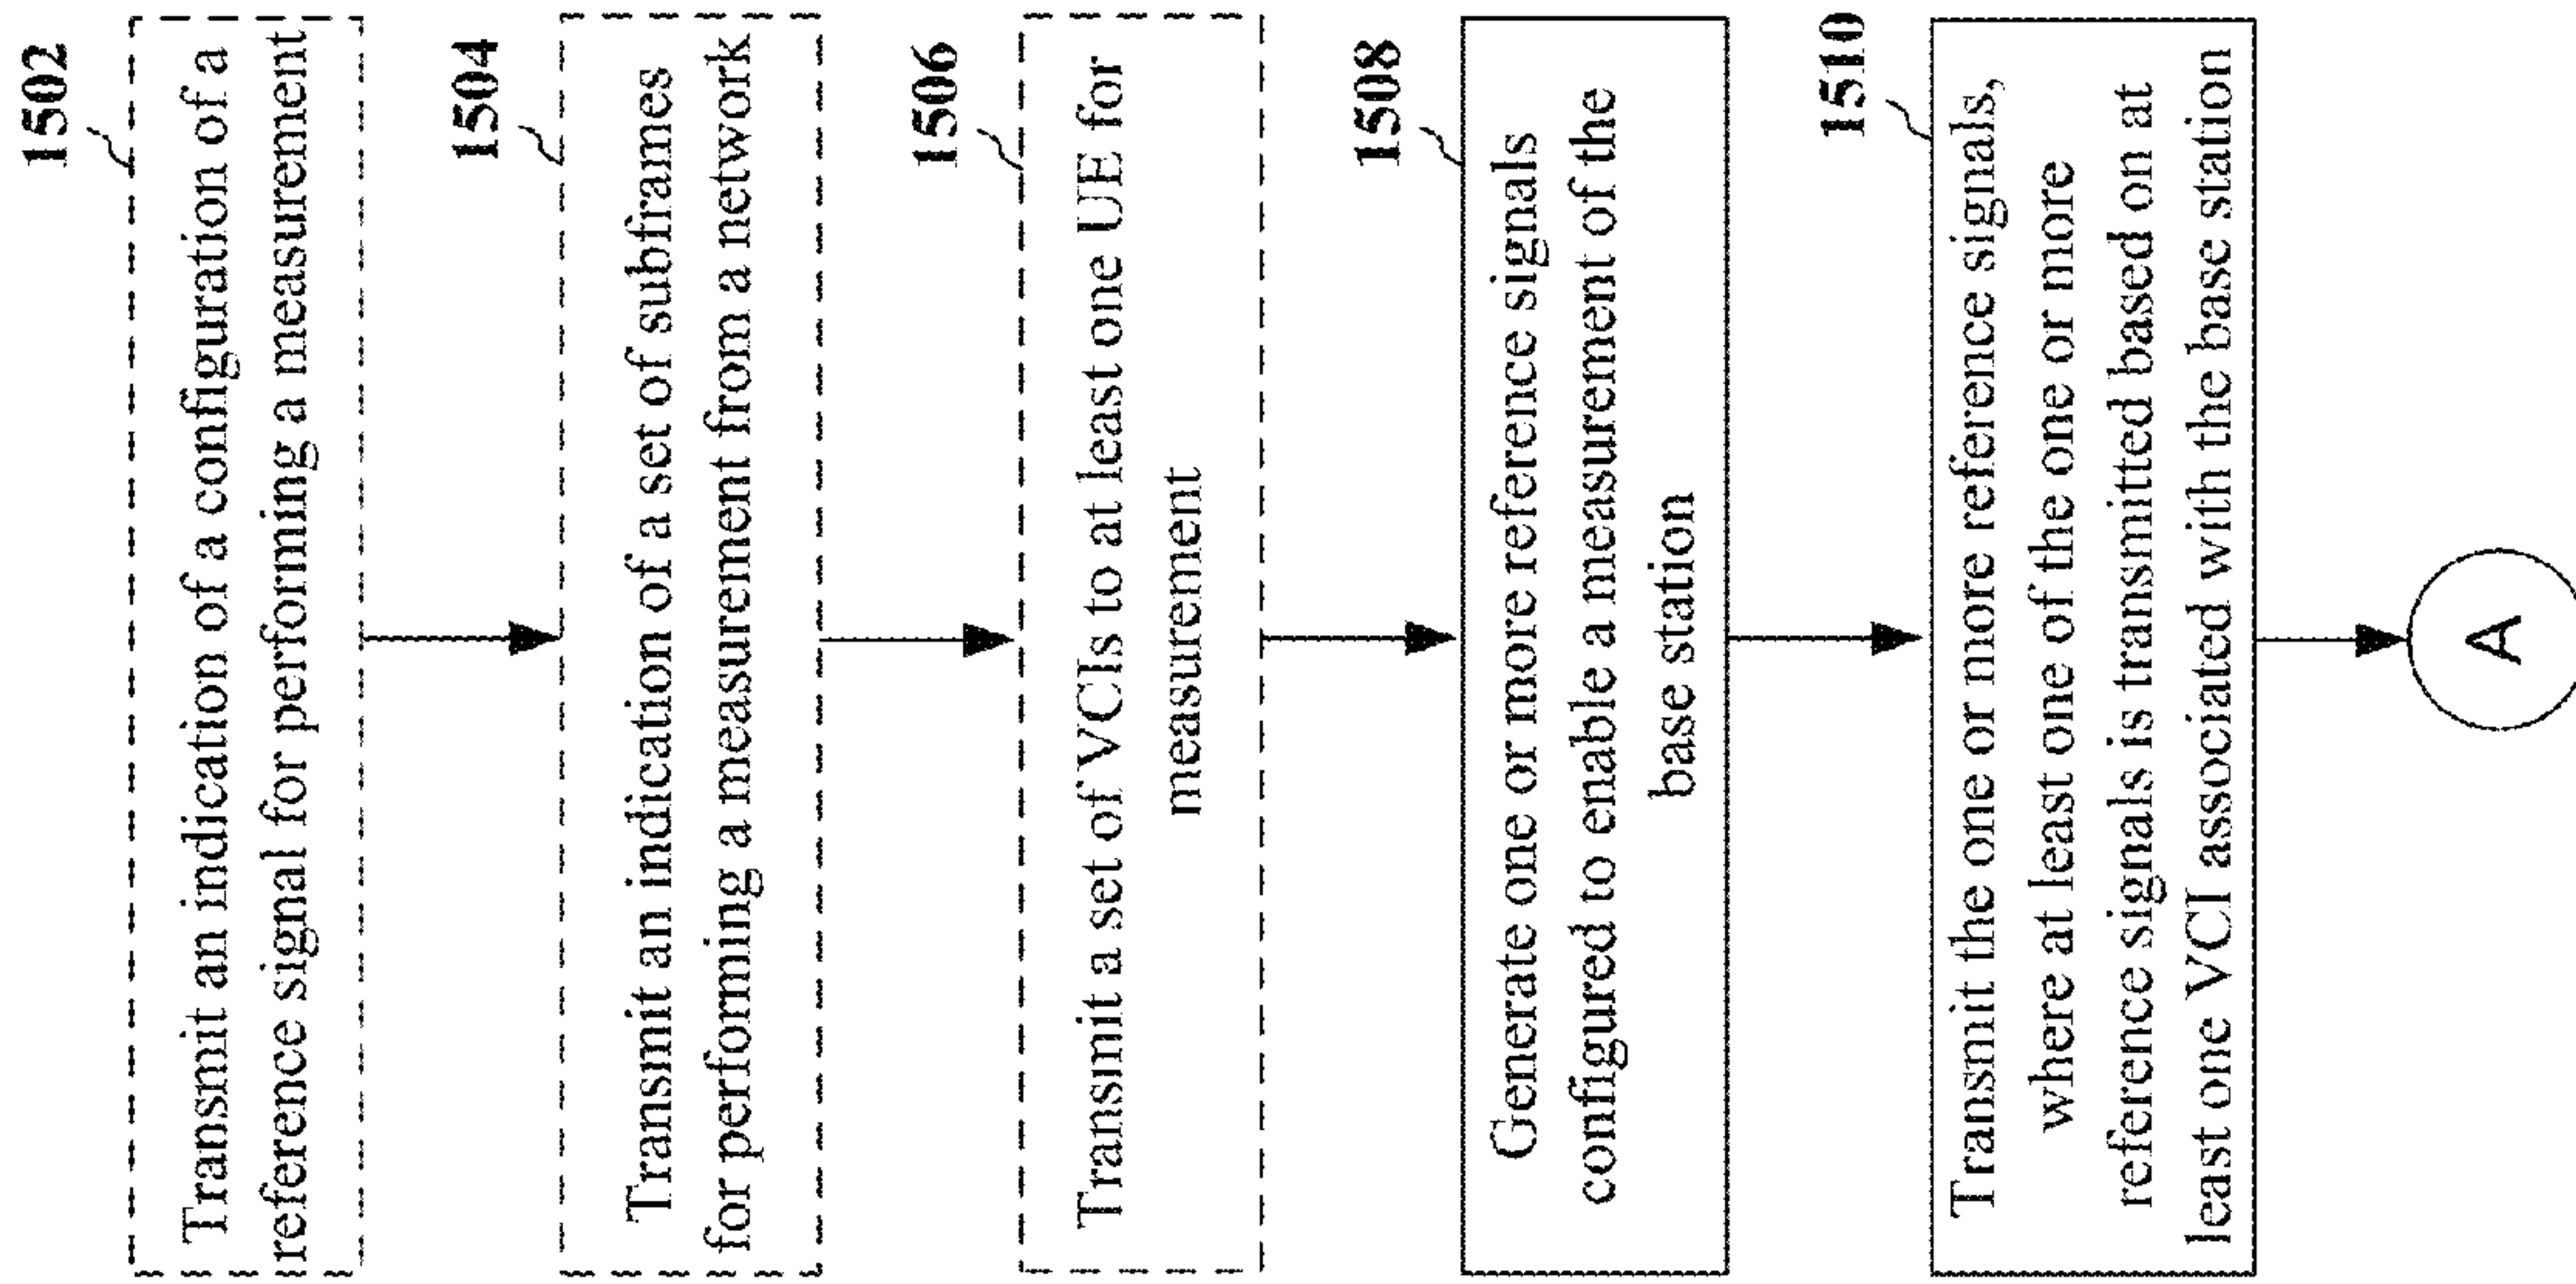 1502
Transmit an indication of a configuration of a
reference signal for performing a measurement
1504
Transmit an indication of a set of subframes
for performing a measurement from a network
1506
Transmit a set of VCIs to at least one UE for
measurement
1508
Generate one or more reference signals
configured to enable a measurement of the
base station
1510
Transmit the one or more reference signals,
where at least one of the one or more
reference signals is transmitted based on at
least one VCI associated with the base station
A